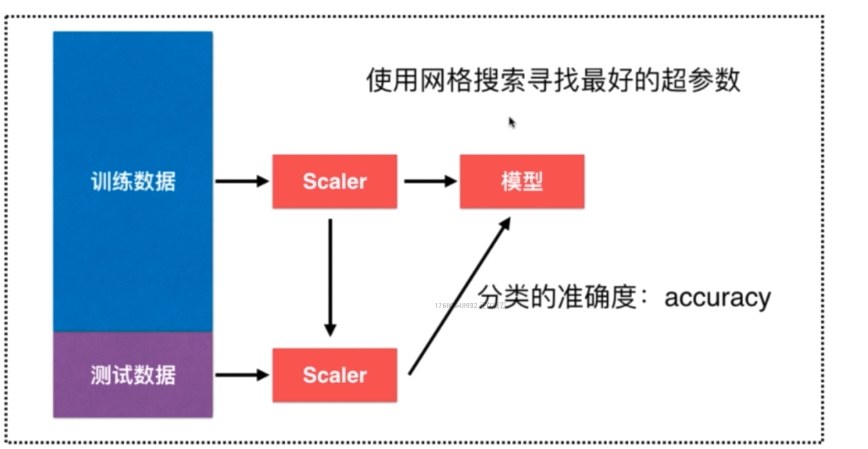 使用网格搜索寻找最好的超参数
训练数据
Scaler
模型
分类的准确度：accuracy
测试数据
Scaler